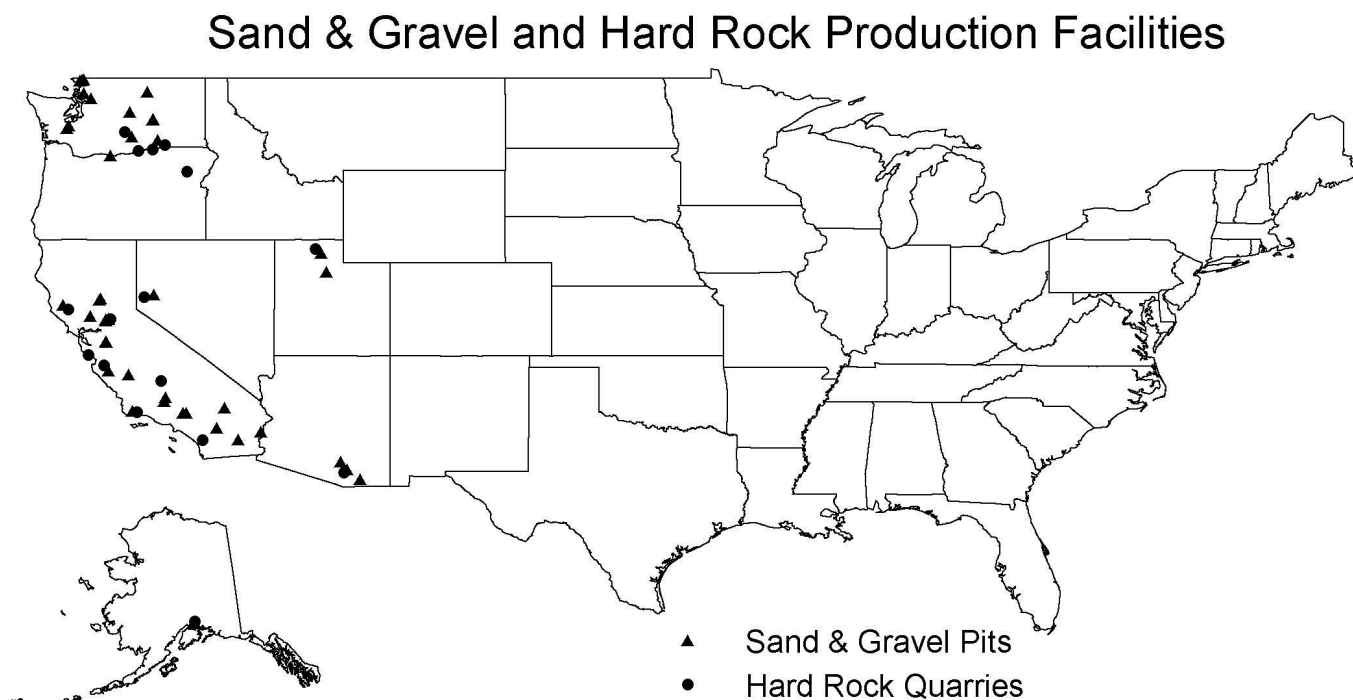 Sand & Gravel and Hard Rock Production Facilities
Sand & Gravel Pits
Hard Rock Quarries